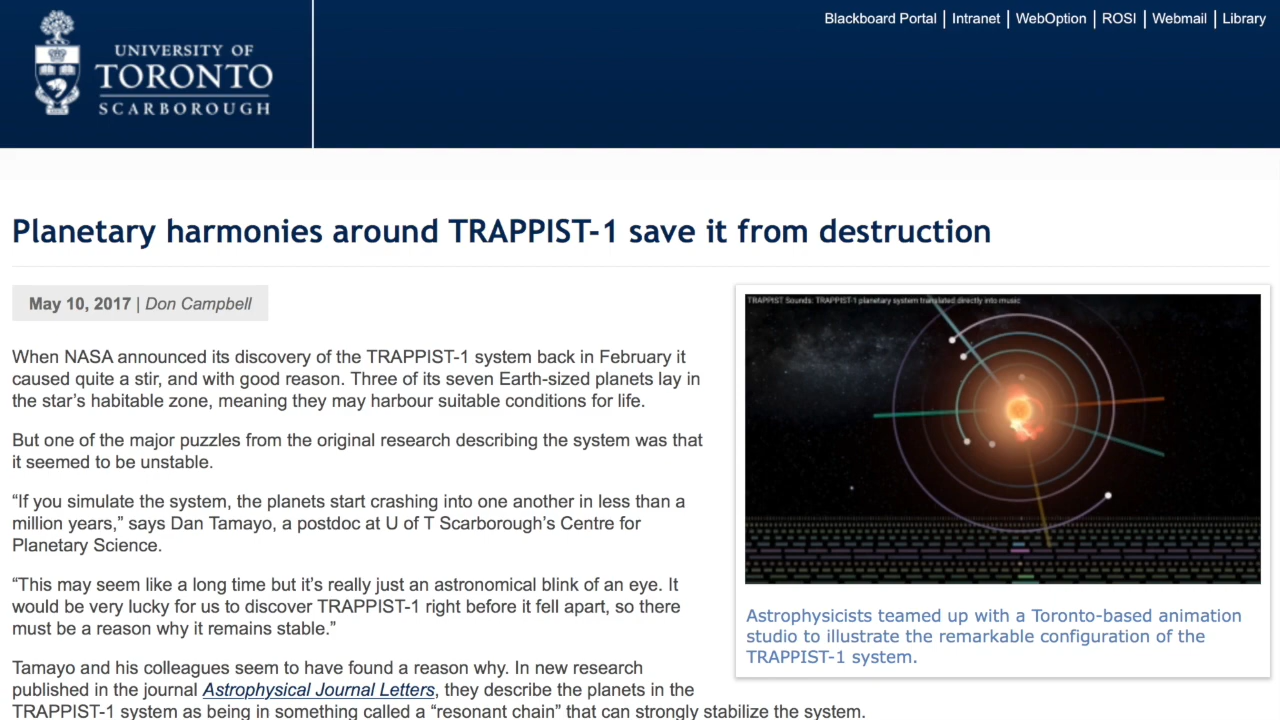 Blackboard Portal | Intranet | WebOption | ROSI | Webmail | Library
UNIVERSITY OF
TORONTO
SCARBOROUGH
Planetary harmonies around TRAPPIST-1 save it from destruction
May 10, 2017 | Don Campbell
When NASA announced its discovery of the TRAPPIST-1 system back in February it
caused quite a stir, and with good reason. Three of its seven Earth-sized planets lay in
the star’s habitable zone, meaning they may harbour suitable conditions for life.
But one of the major puzzles from the original research describing the system was that
it seemed to be unstable.
“If you simulate the system, the planets start crashing into one another in less than a
million years,” says Dan Tamayo, a postdoc at U of T Scarborough’s Centre for
Planetary Science.
“This may seem like a long time but it’s really just an astronomical blink of an eye. It
would be very lucky for us to discover TRAPPIST-1 right before it fell apart, so there
must be a reason why it remains stable.”
Tamayo and his colleagues seem to have found a reason why. In new research
published in the journal Astrophysical Journal Letters, they describe the planets in the
TRAPPIST-1 system as being in something called a “resonant chain” that can strongly stabilize the system.
TRAPPIST Sounds: TRAPPIST-1 planetary system translated directly into music
Astrophysicists teamed up with a Toronto-based animation
studio to illustrate the remarkable configuration of the
TRAPPIST-1 system.